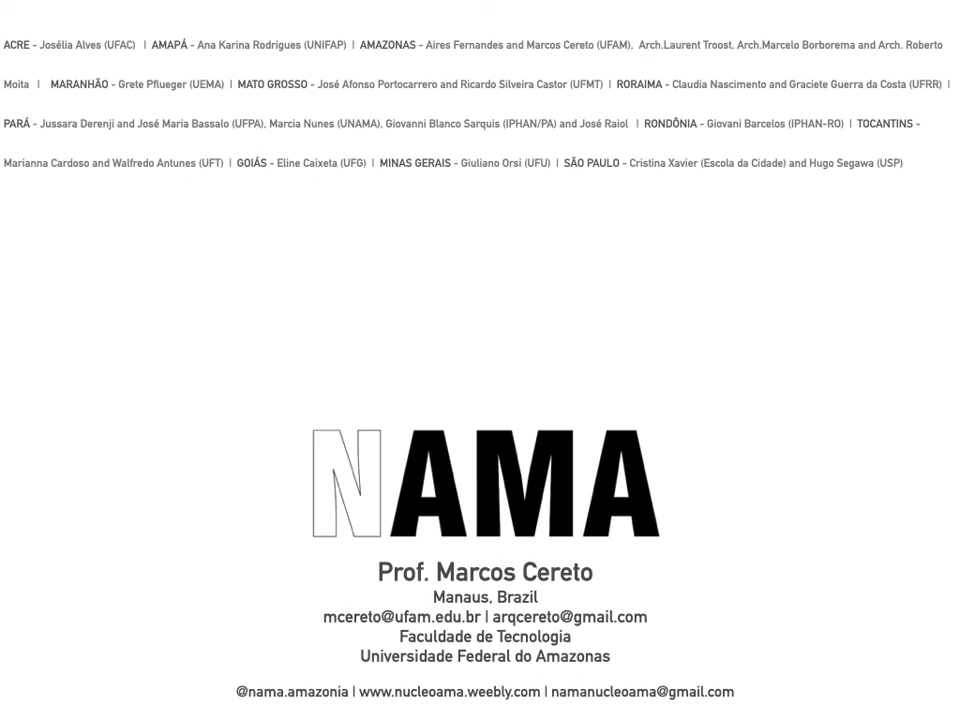 ACRE - Josélia Alves (UFAC) | AMAPÁ - Ana Karina Rodrigues (UNIFAP) | AMAZONAS - Aires Fernandes and Marcos Cereto (UFAM), Arch.Laurent Troost, Arch.Marcelo Borborema and Arch. Roberto
Moita | MARANHÃO - Grete Pflueger (UEMA) | MATO GROSSO - José Afonso Portocarrero and Ricardo Silveira Castor (UFMT) | RORAIMA - Claudia Nascimento and Graciete Guerra da Costa (UFRR) |
PARÁ - Jussara Derenji and José Maria Bassalo (UFPA), Marcia Nunes (UNAMA), Giovanni Blanco Sarquis (IPHAN/PA) and José Raiol | RONDÔNIA - Giovani Barcelos (IPHAN-RO) | TOCANTINS -
Marianna Cardoso and Walfredo Antunes (UFT) | GOIÁS - Eline Caixeta (UFG) | MINAS GERAIS - Giuliano Orsi (UFU) | SÃO PAULO - Cristina Xavier (Escola da Cidade) and Hugo Segawa (USP)
NAMA
Prof. Marcos Cereto
Manaus, Brazil
mcereto@ufam.edu.br | arqcereto@gmail.com
Faculdade de Tecnologia
Universidade Federal do Amazonas
@nama.amazonia | www.nucleoama.weebly.com | namanucleoama@gmail.com